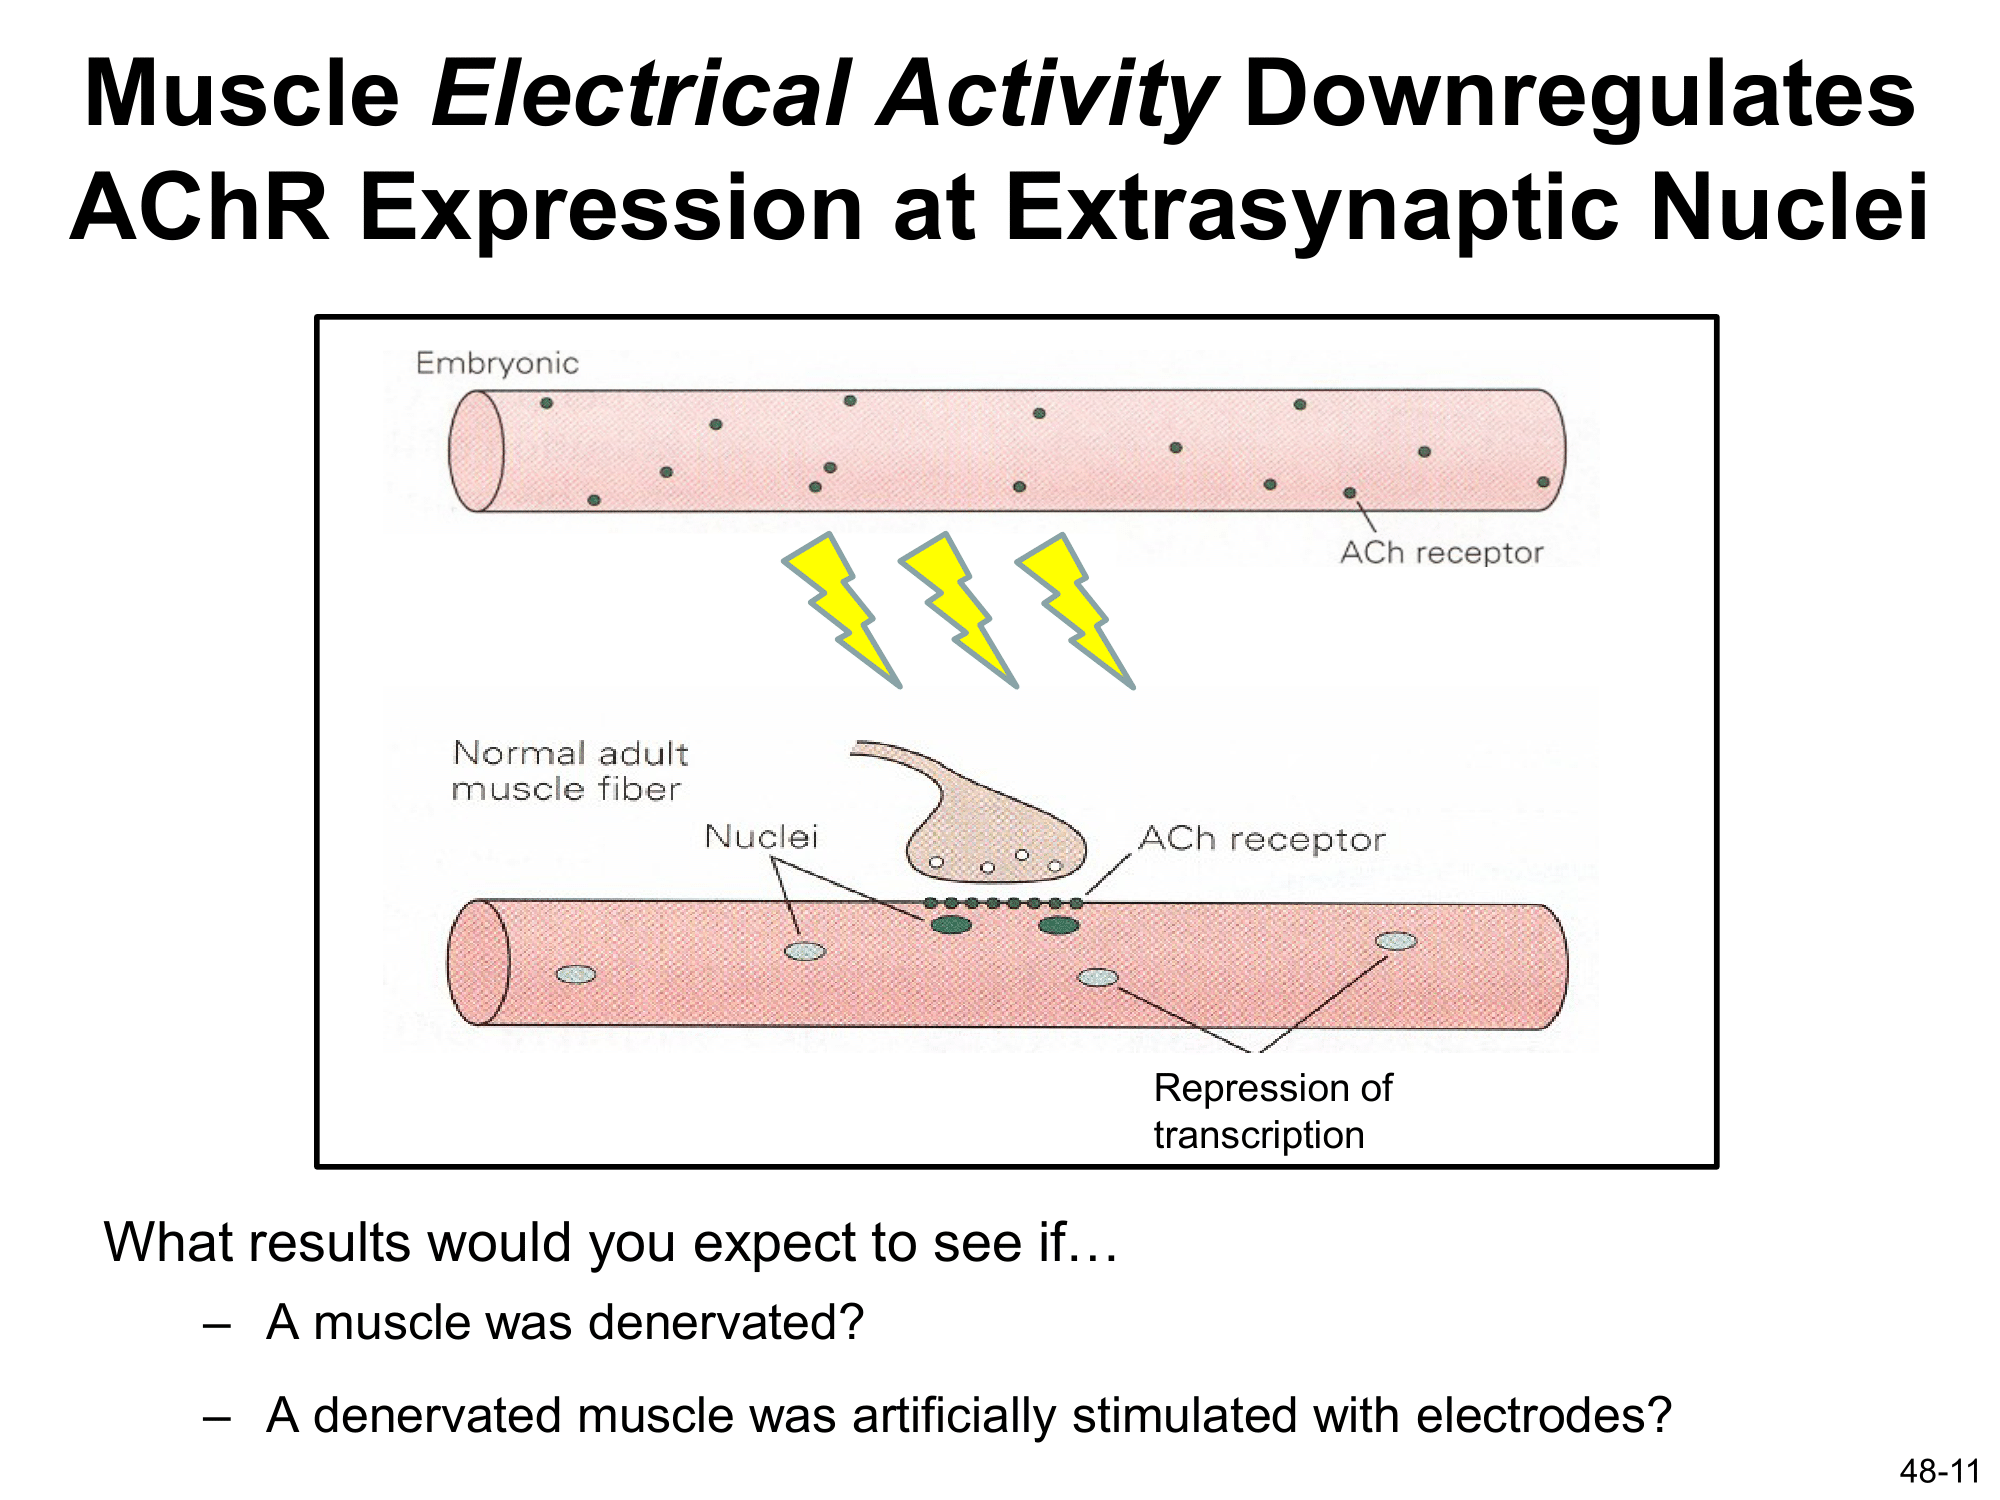 Muscle Electrical Activity Downregulates
AChR Expression at Extrasynaptic Nuclei
Embryonic
ACh receptor
Normal adult
muscle fiber
Nuclei
ACh receptor
Repression of
transcription
What results would you expect to see if…
– A muscle was denervated?
– A denervated muscle was artificially stimulated with electrodes?
48-11